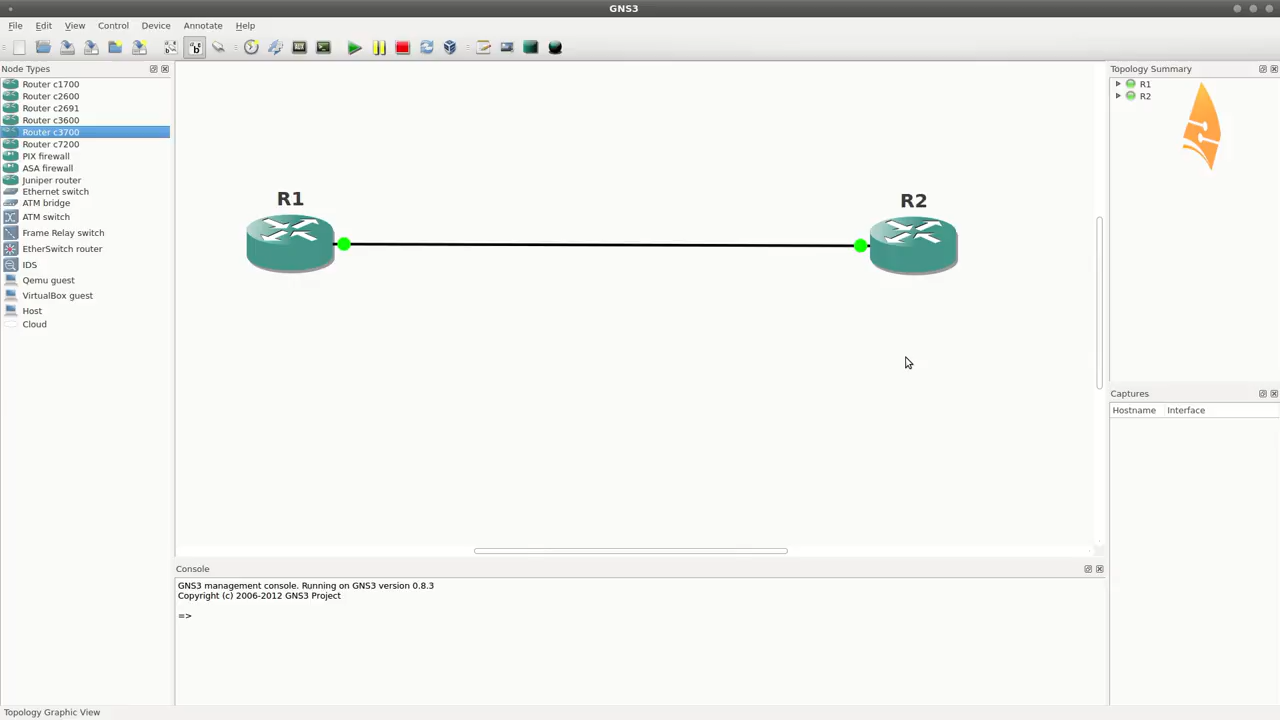 GNS3
File Edit View Control Device Annotate Help
Node Types
Router c1700
Router c2600
Router c2691
Router c3600
Router c3700
Router c7200
PIX firewall
ASA firewall
Juniper router
Ethernet switch
ATM bridge
ATM switch
Frame Relay switch
EtherSwitch router
IDS
Qemu guest
VirtualBox guest
Host
Cloud
R1
R2
Topology Summary
R1
R2
Captures
Hostname Interface
Console
GNS3 management console. Running on GNS3 version 0.8.3
Copyright (c) 2006-2012 GNS3 Project
=>
Topology Graphic View